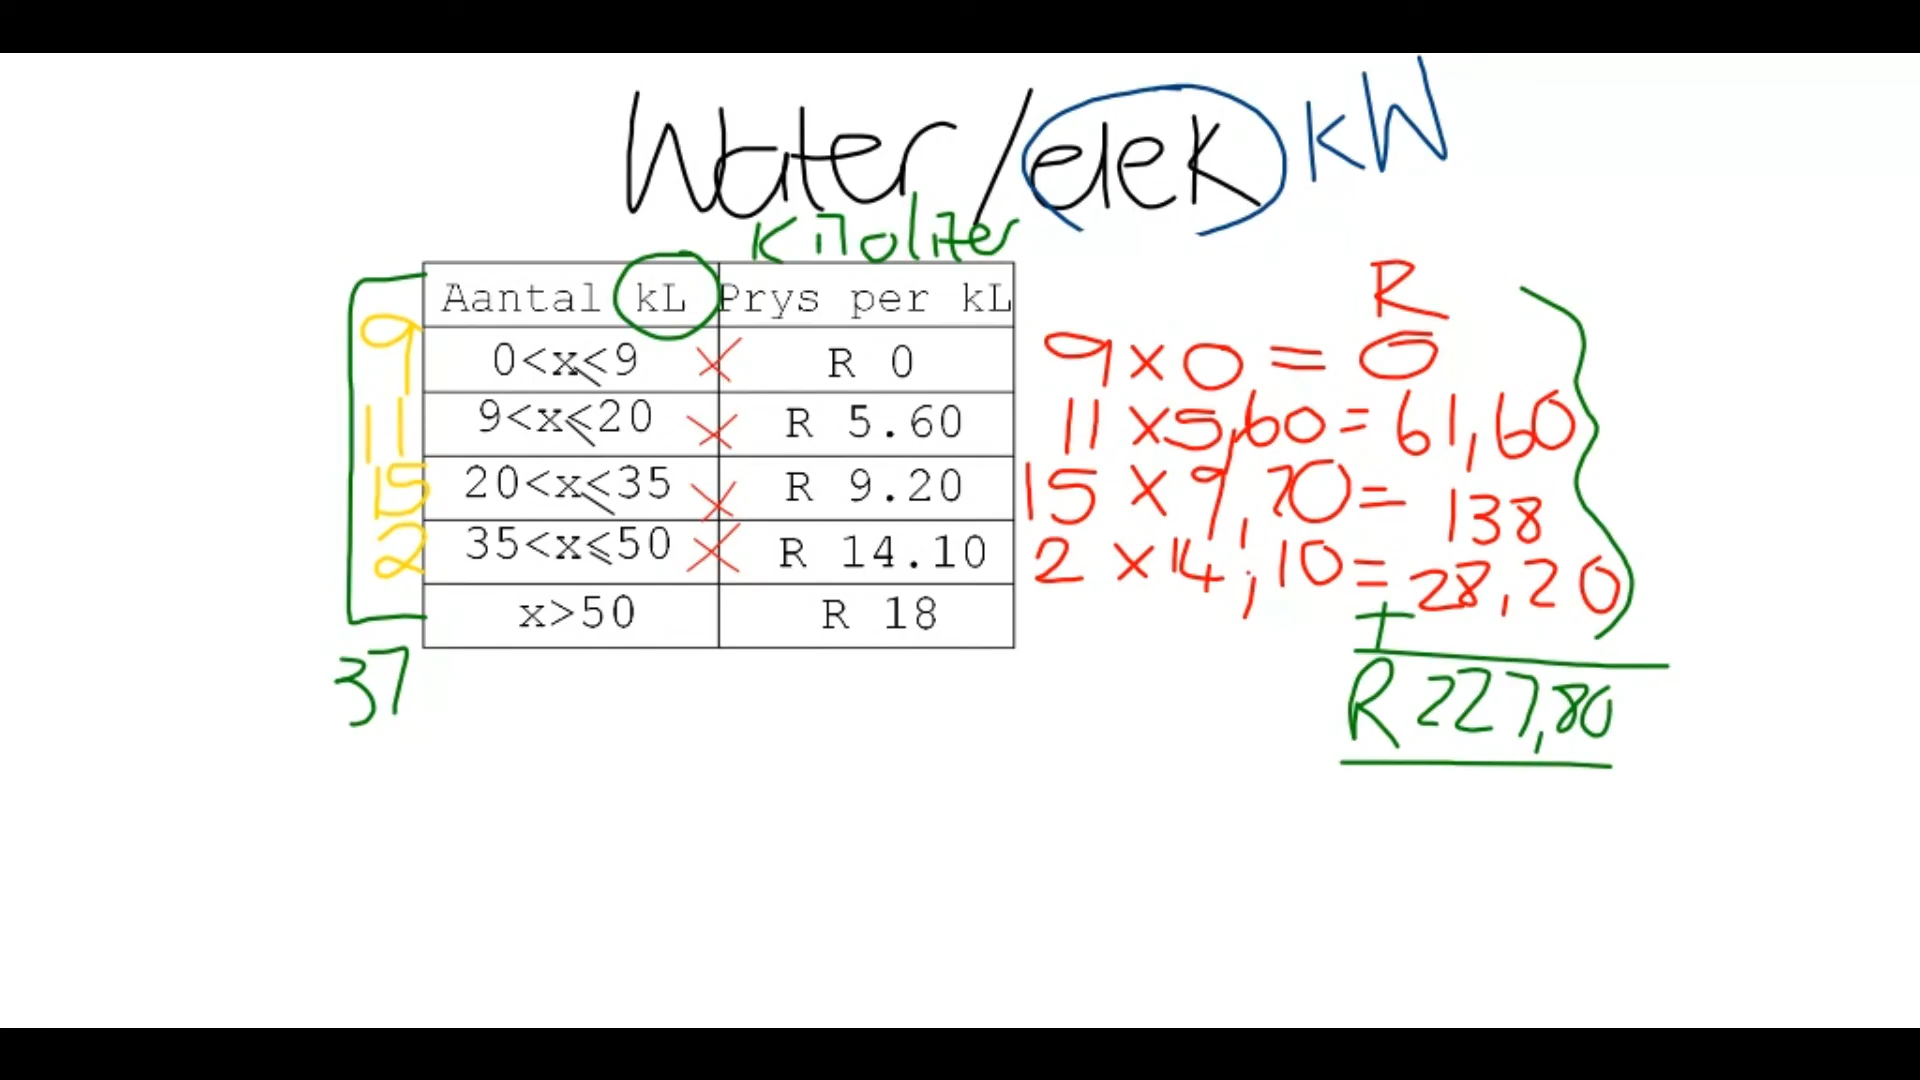 Water/elek kW
Kiloliter
Aantal kL Prys per kL R
9 0<x≤9 × R 0 9 × 0 = 0
11 9<x≤20 × R 5.60 11 × 5,60 = 61,60
15 20<x≤35 × R 9.20 15 × 9,20 = 138
2 35<x≤50 × R 14.10 2 × 14,10 = 28,20
x>50 R 18 +
37 R 227,80